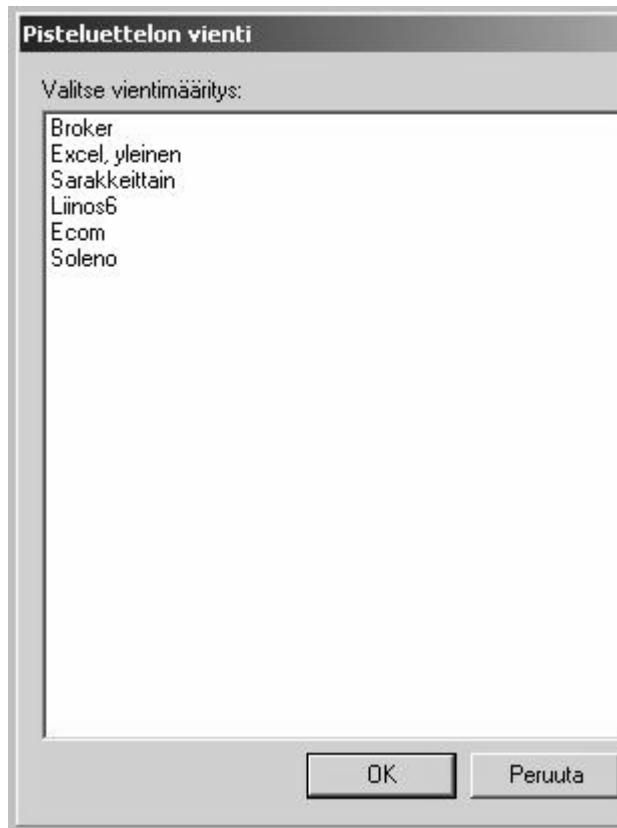 Pisteluettelon vienti
Valitse vientimääritys:
Broker
Excel, yleinen
Sarakkeittain
Liinos6
Ecom
Soleno
OK
Peruuta